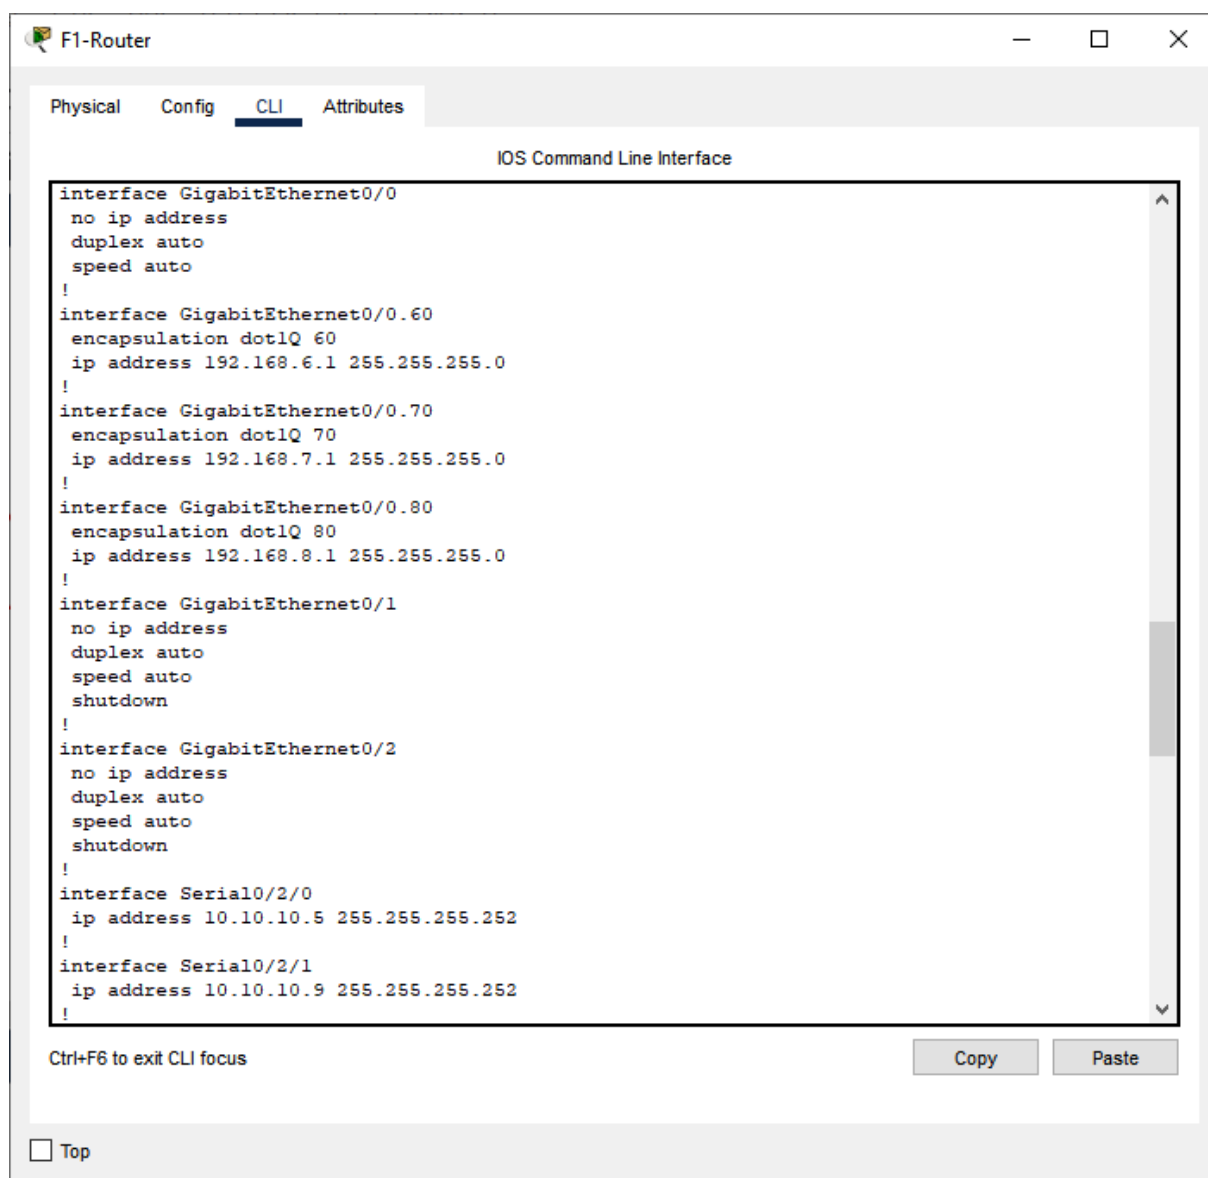 F1-Router
Physical Config CLI Attributes
IOS Command Line Interface
interface GigabitEthernet0/0
no ip address
duplex auto
speed auto
!
interface GigabitEthernet0/0.60
encapsulation dot1Q 60
ip address 192.168.6.1 255.255.255.0
!
interface GigabitEthernet0/0.70
encapsulation dot1Q 70
ip address 192.168.7.1 255.255.255.0
!
interface GigabitEthernet0/0.80
encapsulation dot1Q 80
ip address 192.168.8.1 255.255.255.0
!
interface GigabitEthernet0/1
no ip address
duplex auto
speed auto
shutdown
!
interface GigabitEthernet0/2
no ip address
duplex auto
speed auto
shutdown
!
interface Serial0/2/0
ip address 10.10.10.5 255.255.255.252
!
interface Serial0/2/1
ip address 10.10.10.9 255.255.255.252
!
Ctrl+F6 to exit CLI focus
Copy Paste
Top